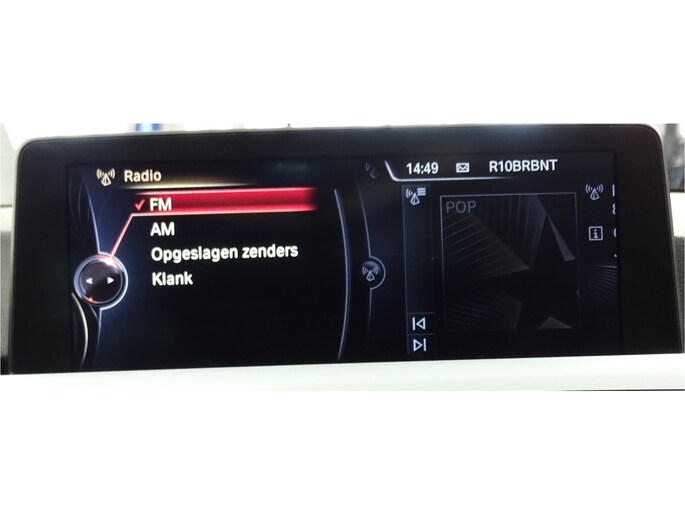 Radio
14:49 R10BRBNT
FM
AM
Opgeslagen zenders
Klank
POP